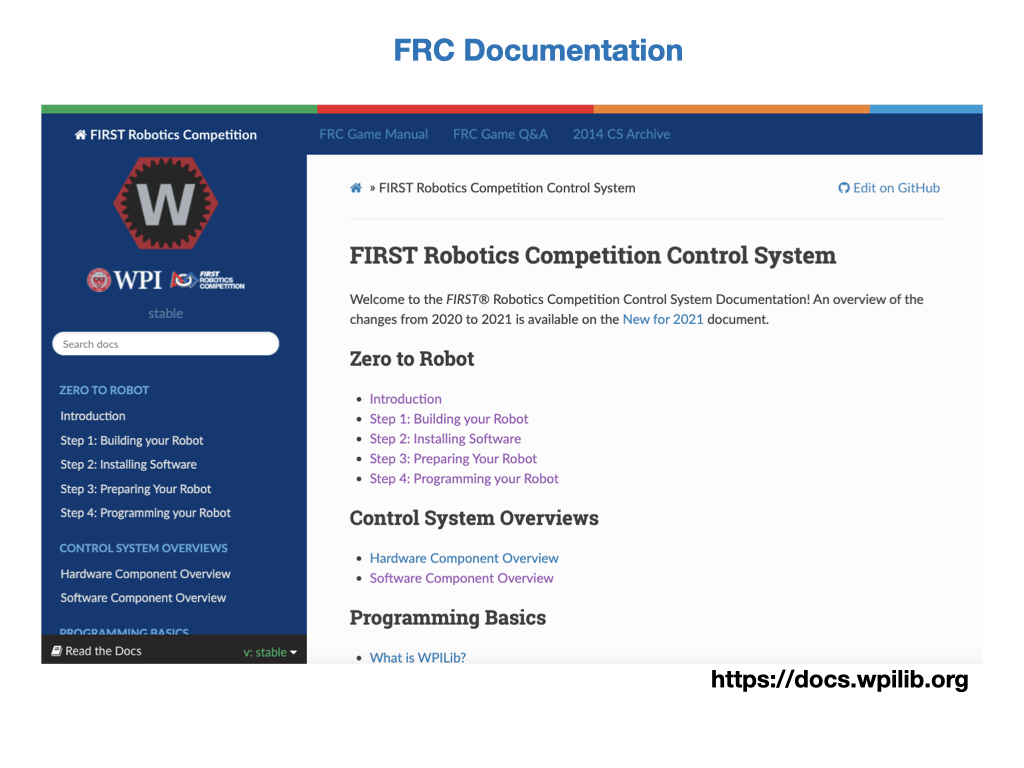 FRC Documentation
FIRST Robotics Competition
FRC Game Manual FRC Game Q&A 2014 CS Archive
W
WPI FIRST ROBOTICS COMPETITION
stable
Search docs
ZERO TO ROBOT
Introduction
Step 1: Building your Robot
Step 2: Installing Software
Step 3: Preparing Your Robot
Step 4: Programming your Robot
CONTROL SYSTEM OVERVIEWS
Hardware Component Overview
Software Component Overview
PROGRAMMING BASICS
Read the Docs v: stable
» FIRST Robotics Competition Control System Edit on GitHub
FIRST Robotics Competition Control System
Welcome to the FIRST® Robotics Competition Control System Documentation! An overview of the
changes from 2020 to 2021 is available on the New for 2021 document.
Zero to Robot
• Introduction
• Step 1: Building your Robot
• Step 2: Installing Software
• Step 3: Preparing Your Robot
• Step 4: Programming your Robot
Control System Overviews
• Hardware Component Overview
• Software Component Overview
Programming Basics
• What is WPILib?
https://docs.wpilib.org